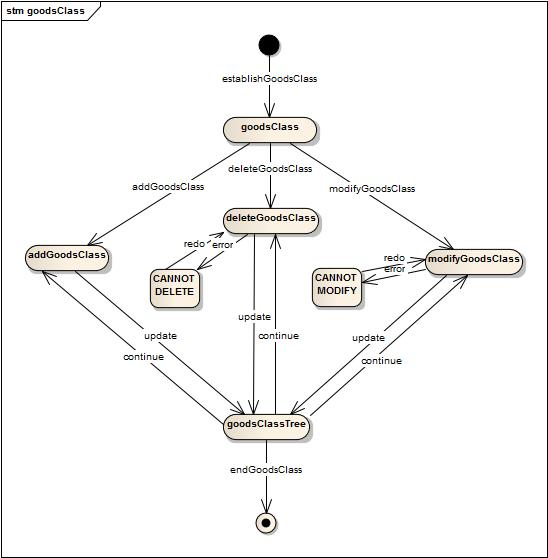 stm goodsClass
establishGoodsClass
goodsClass
deleteGoodsClass
addGoodsClass
modifyGoodsClass
deleteGoodsClass
redo
error
addGoodsClass
redo
error
modifyGoodsClass
CANNOT
DELETE
CANNOT
MODIFY
update
update
continue
update
continue
continue
goodsClassTree
endGoodsClass